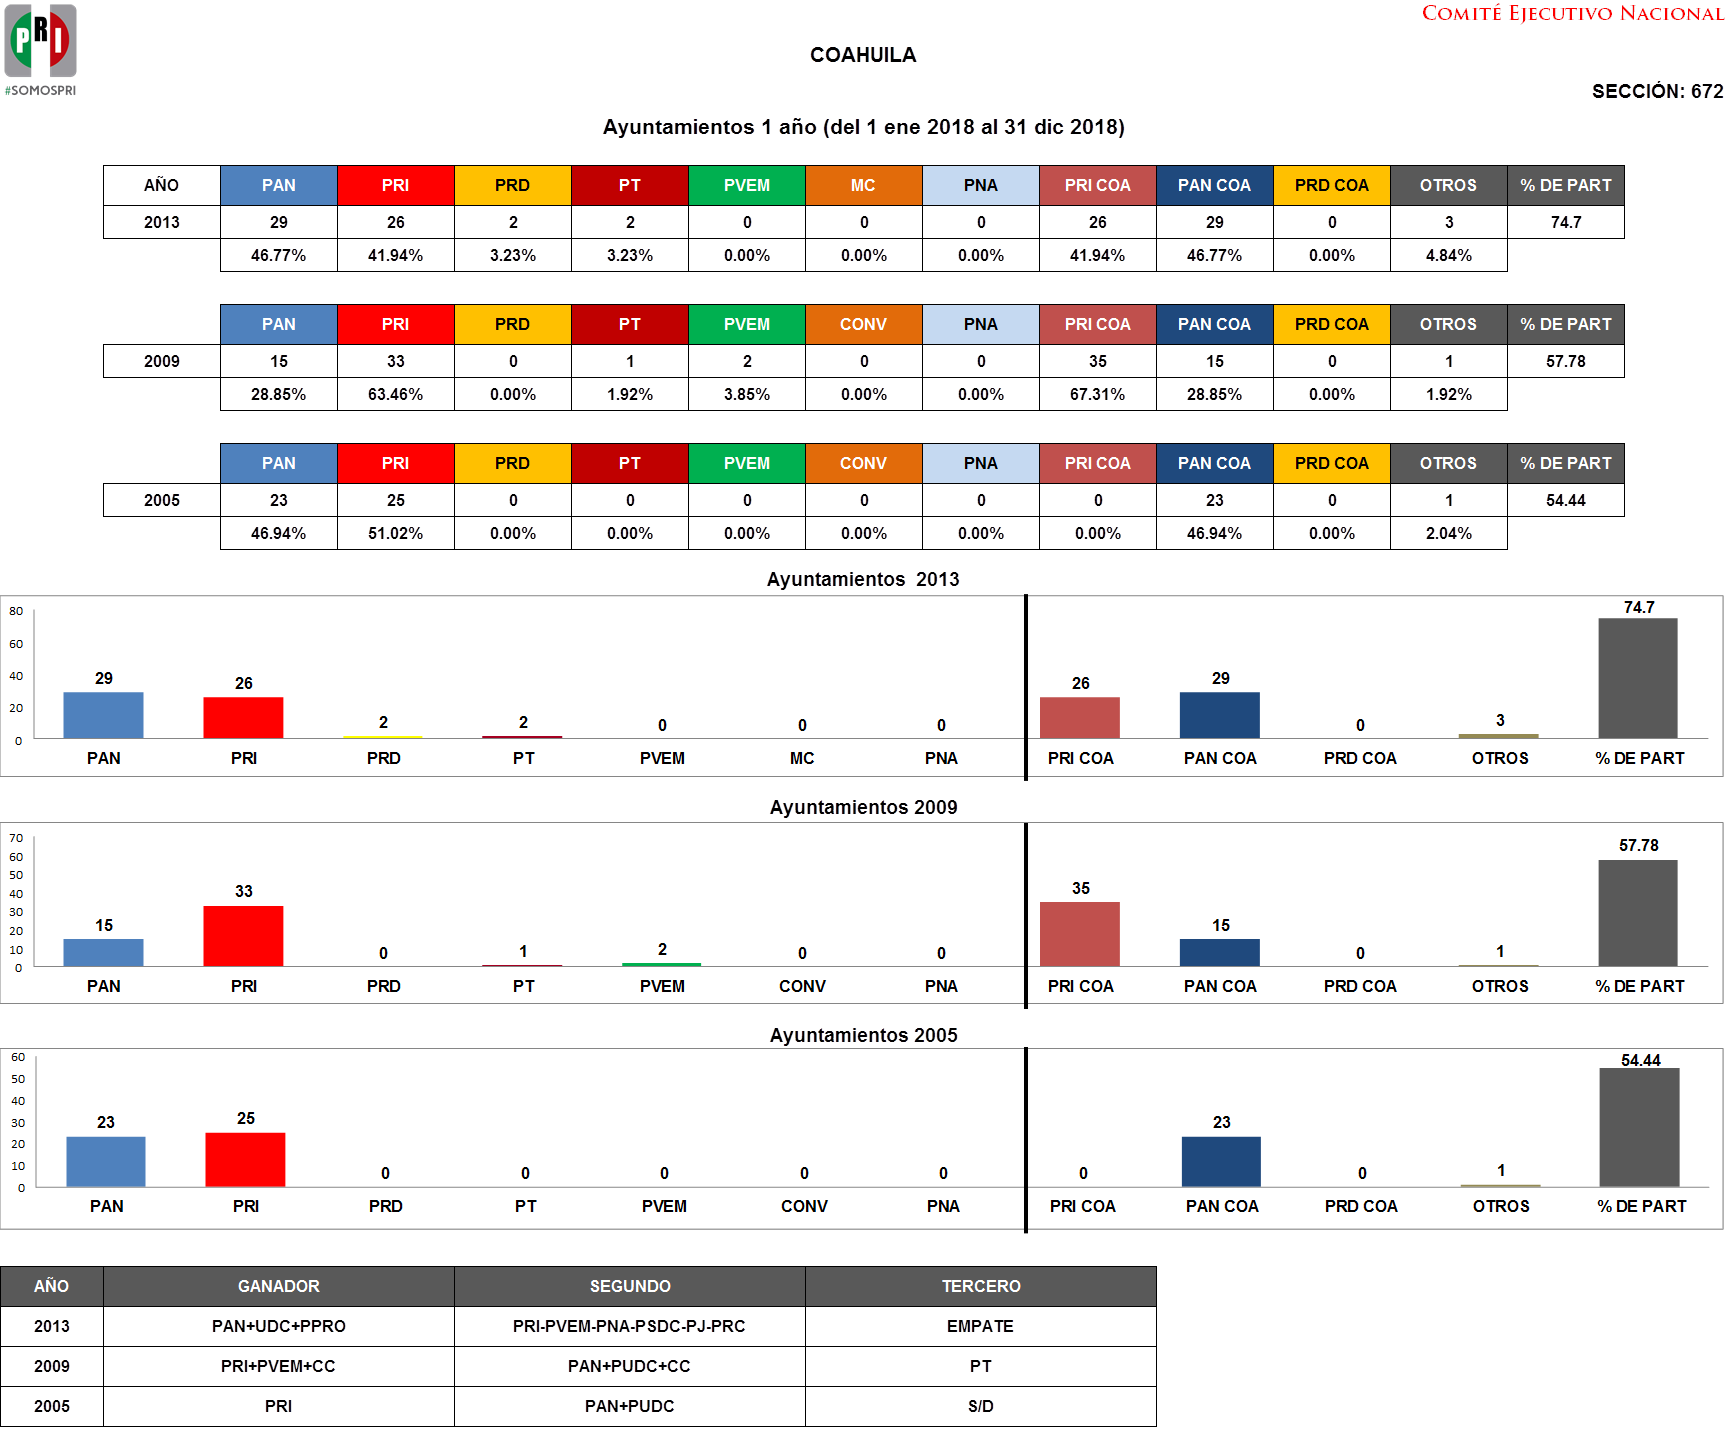 PRI
#SOMOSPRI
COMITÉ EJECUTIVO NACIONAL
COAHUILA
SECCIÓN: 672
Ayuntamientos 1 año (del 1 ene 2018 al 31 dic 2018)
AÑO PAN PRI PRD PT PVEM MC PNA PRI COA PAN COA PRD COA OTROS % DE PART
2013 29 26 2 2 0 0 0 26 29 0 3 74.7
46.77% 41.94% 3.23% 3.23% 0.00% 0.00% 0.00% 41.94% 46.77% 0.00% 4.84%
PAN PRI PRD PT PVEM CONV PNA PRI COA PAN COA PRD COA OTROS % DE PART
2009 15 33 0 1 2 0 0 35 15 0 1 57.78
28.85% 63.46% 0.00% 1.92% 3.85% 0.00% 0.00% 67.31% 28.85% 0.00% 1.92%
PAN PRI PRD PT PVEM CONV PNA PRI COA PAN COA PRD COA OTROS % DE PART
2005 23 25 0 0 0 0 0 0 23 0 1 54.44
46.94% 51.02% 0.00% 0.00% 0.00% 0.00% 0.00% 0.00% 46.94% 0.00% 2.04%
Ayuntamientos 2013
80
60
40
20
0
29 26 2 2 0 0 0 26 29 0 3 74.7
PAN PRI PRD PT PVEM MC PNA PRI COA PAN COA PRD COA OTROS % DE PART
Ayuntamientos 2009
70
60
50
40
30
20
10
0
15 33 0 1 2 0 0 35 15 0 1 57.78
PAN PRI PRD PT PVEM CONV PNA PRI COA PAN COA PRD COA OTROS % DE PART
Ayuntamientos 2005
60
50
40
30
20
10
0
23 25 0 0 0 0 0 0 23 0 1 54.44
PAN PRI PRD PT PVEM CONV PNA PRI COA PAN COA PRD COA OTROS % DE PART
AÑO GANADOR SEGUNDO TERCERO
2013 PAN+UDC+PPRO PRI-PVEM-PNA-PSDC-PJ-PRC EMPATE
2009 PRI+PVEM+CC PAN+PUDC+CC PT
2005 PRI PAN+PUDC S/D